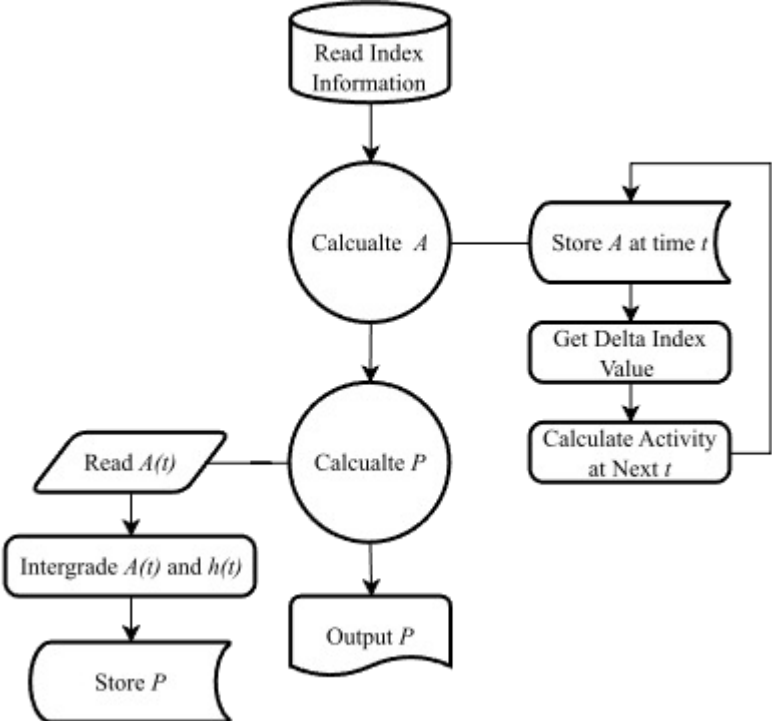 Read Index
Information
Calcualte A
Store A at time t
Get Delta Index
Value
Calculate Activity
at Next t
Calcualte P
Read A(t)
Intergrade A(t) and h(t)
Store P
Output P